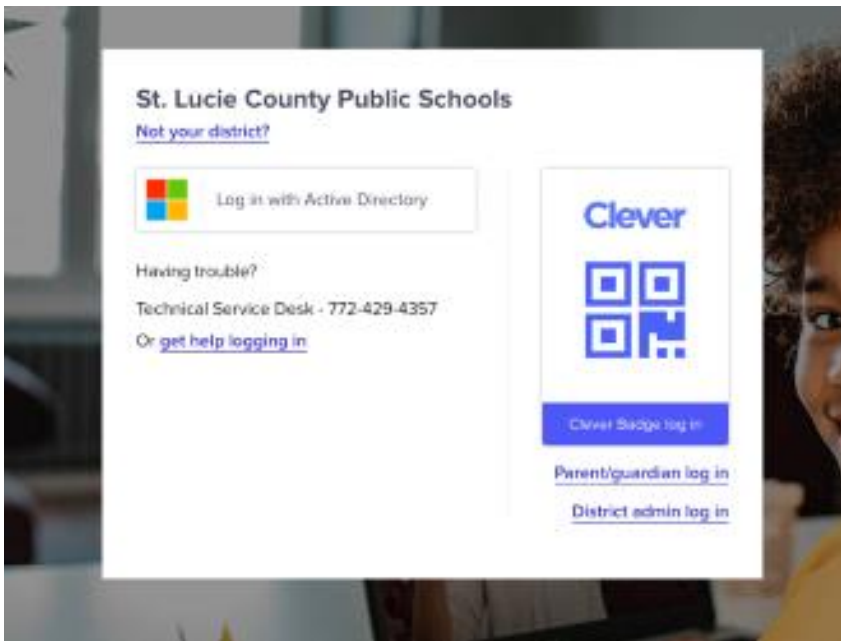 St. Lucie County Public Schools
Not your district?
Log in with Active Directory
Having trouble?
Technical Service Desk - 772-429-4357
Or get help logging in
Clever
Clever Badge log in
Parent/guardian log in
District admin log in